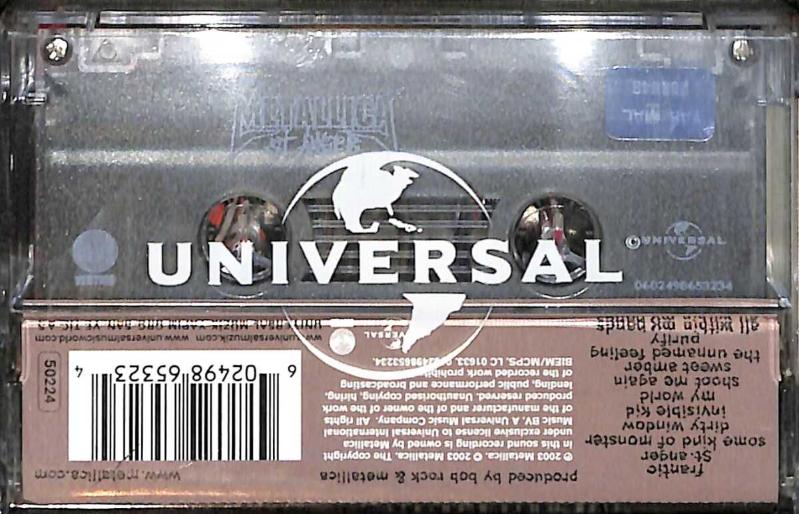 METALLICA
ST. ANGER
UNIVERSAL
© UNIVERSAL
0602498653234
frantic
St. anger
some kind of monster
dirty window
invisible kid
my world
shoot me again
sweet amber
the unnamed feeling
purify
all within my hands
produced by bob rock & metallica
www.metallica.com
℗ 2003 Metallica. © 2003 Metallica. The copyright
in this sound recording is owned by Metallica
under exclusive license to Universal International
Music BV. A Universal Music Company. All rights
of the manufacturer and of the owner of the work
produced reserved. Unauthorised copying, hiring,
lending, public performance and broadcasting
of the recorded work prohibited.
BIEM/MCPS. LC 01633.
UNIVERSAL
6 02498 65323 4
50224
www.universalmusic.com
www.universalmusicworld.com